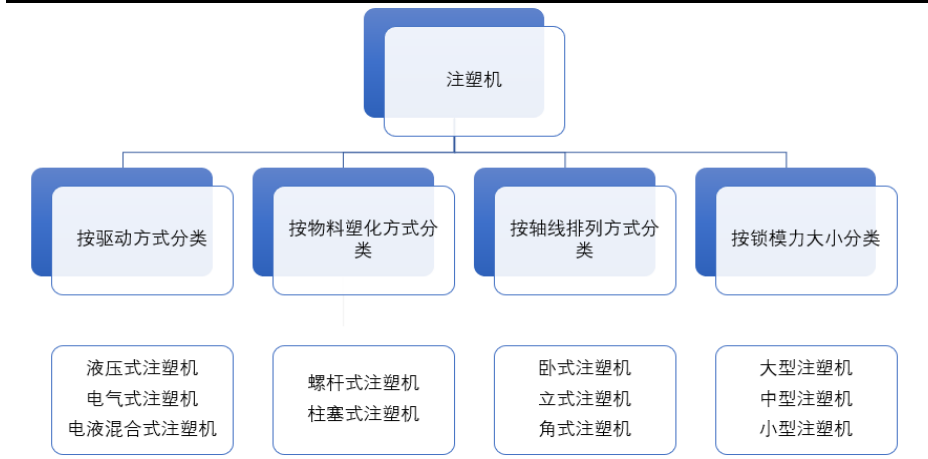 注塑机
按驱动方式分类
按物料塑化方式分
类
按轴线排列方式分
类
按锁模力大小分类
液压式注塑机
电气式注塑机
电液混合式注塑机
螺杆式注塑机
柱塞式注塑机
卧式注塑机
立式注塑机
角式注塑机
大型注塑机
中型注塑机
小型注塑机